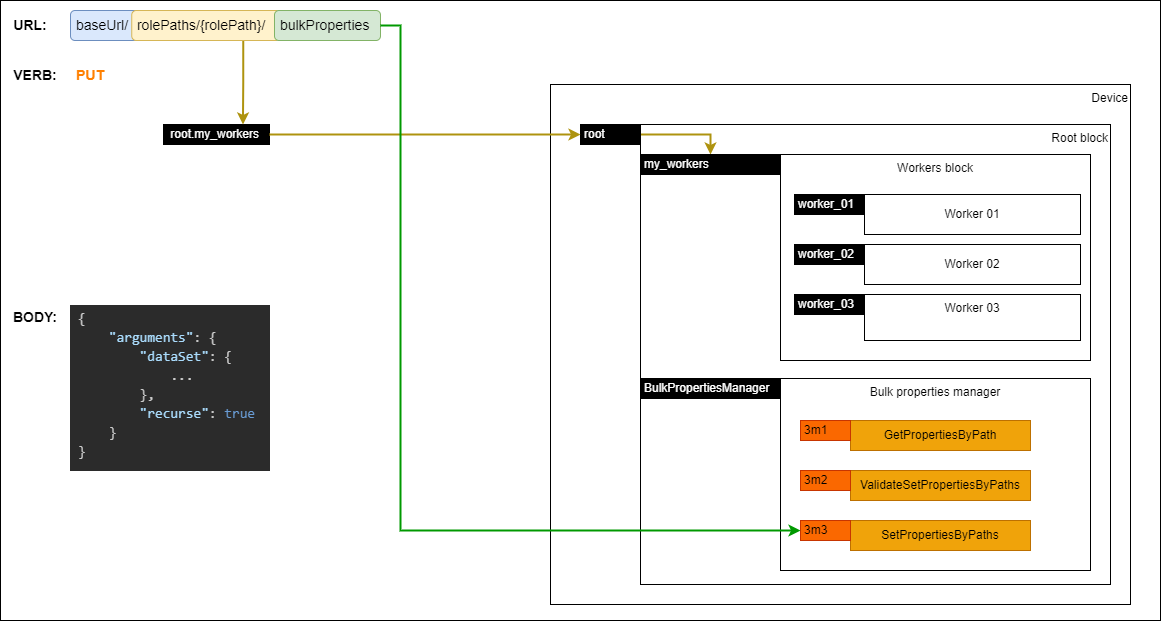 URL: baseUrl/ rolePaths/{rolePath}/ bulkProperties
VERB: PUT
Device
root.my_workers
root
Root block
my_workers
Workers block
worker_01
Worker 01
worker_02
Worker 02
worker_03
Worker 03
BODY:
{
"arguments": {
"dataSet": {
...
},
"recurse": true
}
}
BulkPropertiesManager
Bulk properties manager
3m1
GetPropertiesByPath
3m2
ValidateSetPropertiesByPaths
3m3
SetPropertiesByPaths